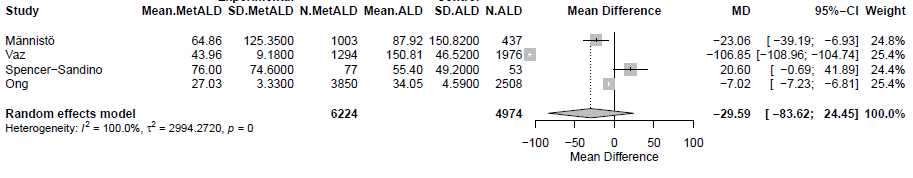 Study Mean.MetALD SD.MetALD N.MetALD Mean.ALD SD.ALD N.ALD Mean Difference MD 95%-CI Weight
Männistö 64.86 125.3500 1003 87.92 150.8200 437 -23.06 [ -39.19; -6.93] 24.8%
Vaz 43.96 9.1800 1294 150.81 46.5200 1976 -106.85 [-108.96; -104.74] 25.4%
Spencer-Sandino 76.00 74.6000 77 55.40 49.2000 53 20.60 [ -0.69; 41.89] 24.4%
Ong 27.03 3.3300 3850 34.05 4.5900 2508 -7.02 [ -7.23; -6.81] 25.4%
Random effects model 6224 4974 -29.59 [ -83.62; 24.45] 100.0%
Heterogeneity: I² = 100.0%, τ² = 2994.2720, p = 0
-100 -50 0 50 100
Mean Difference